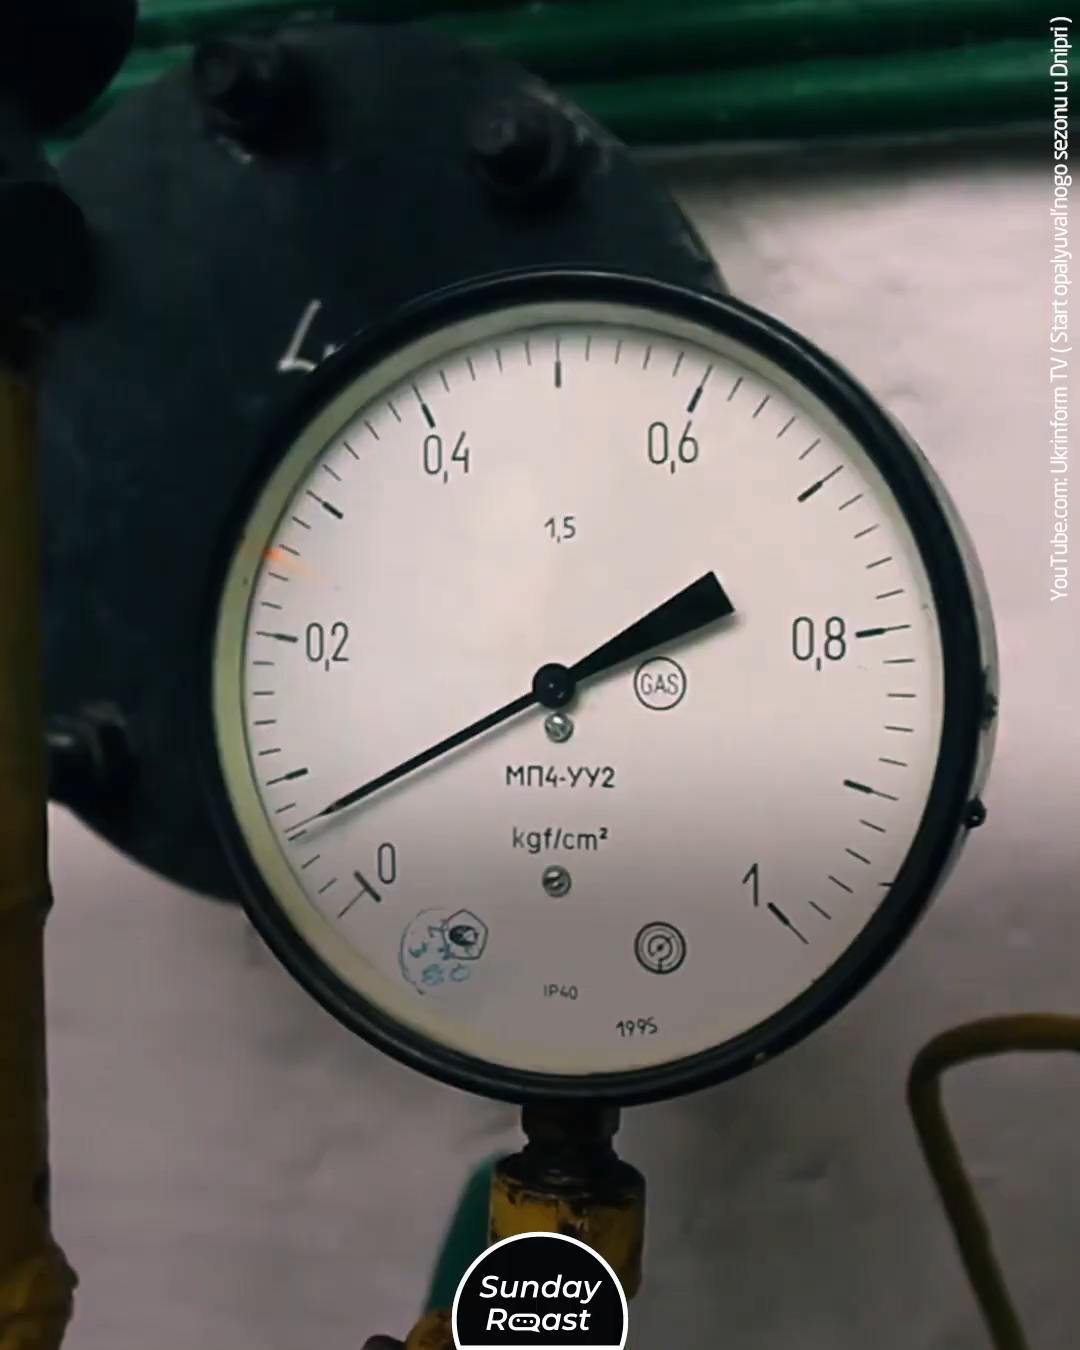 YouTube.com: Ukrinform TV ( Start opalyuval'nogo sezonu u Dnipri )
0,4
0,6
1,5
0,2
0,8
GAS
МП4-УУ2
kgf/cm²
0
1
IP40
1995
Sunday
Roast